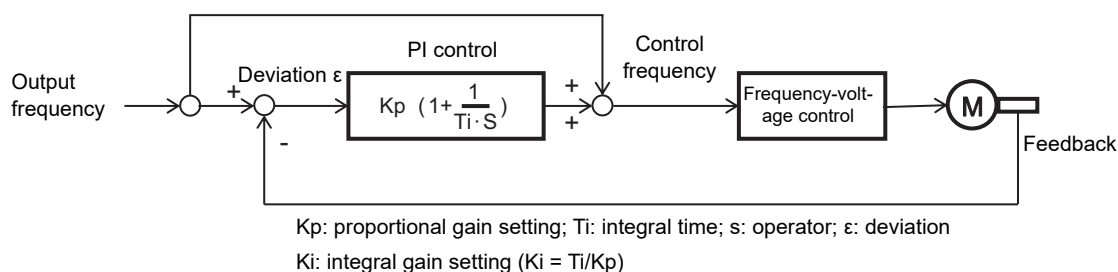 PI control
Control
frequency
Output
frequency
Deviation ε
+
Kp (1+ 1
Ti·S )
+
+
Frequency-volt-
age control
M
-
Feedback
Kp: proportional gain setting; Ti: integral time; s: operator; ε: deviation
Ki: integral gain setting (Ki = Ti/Kp)